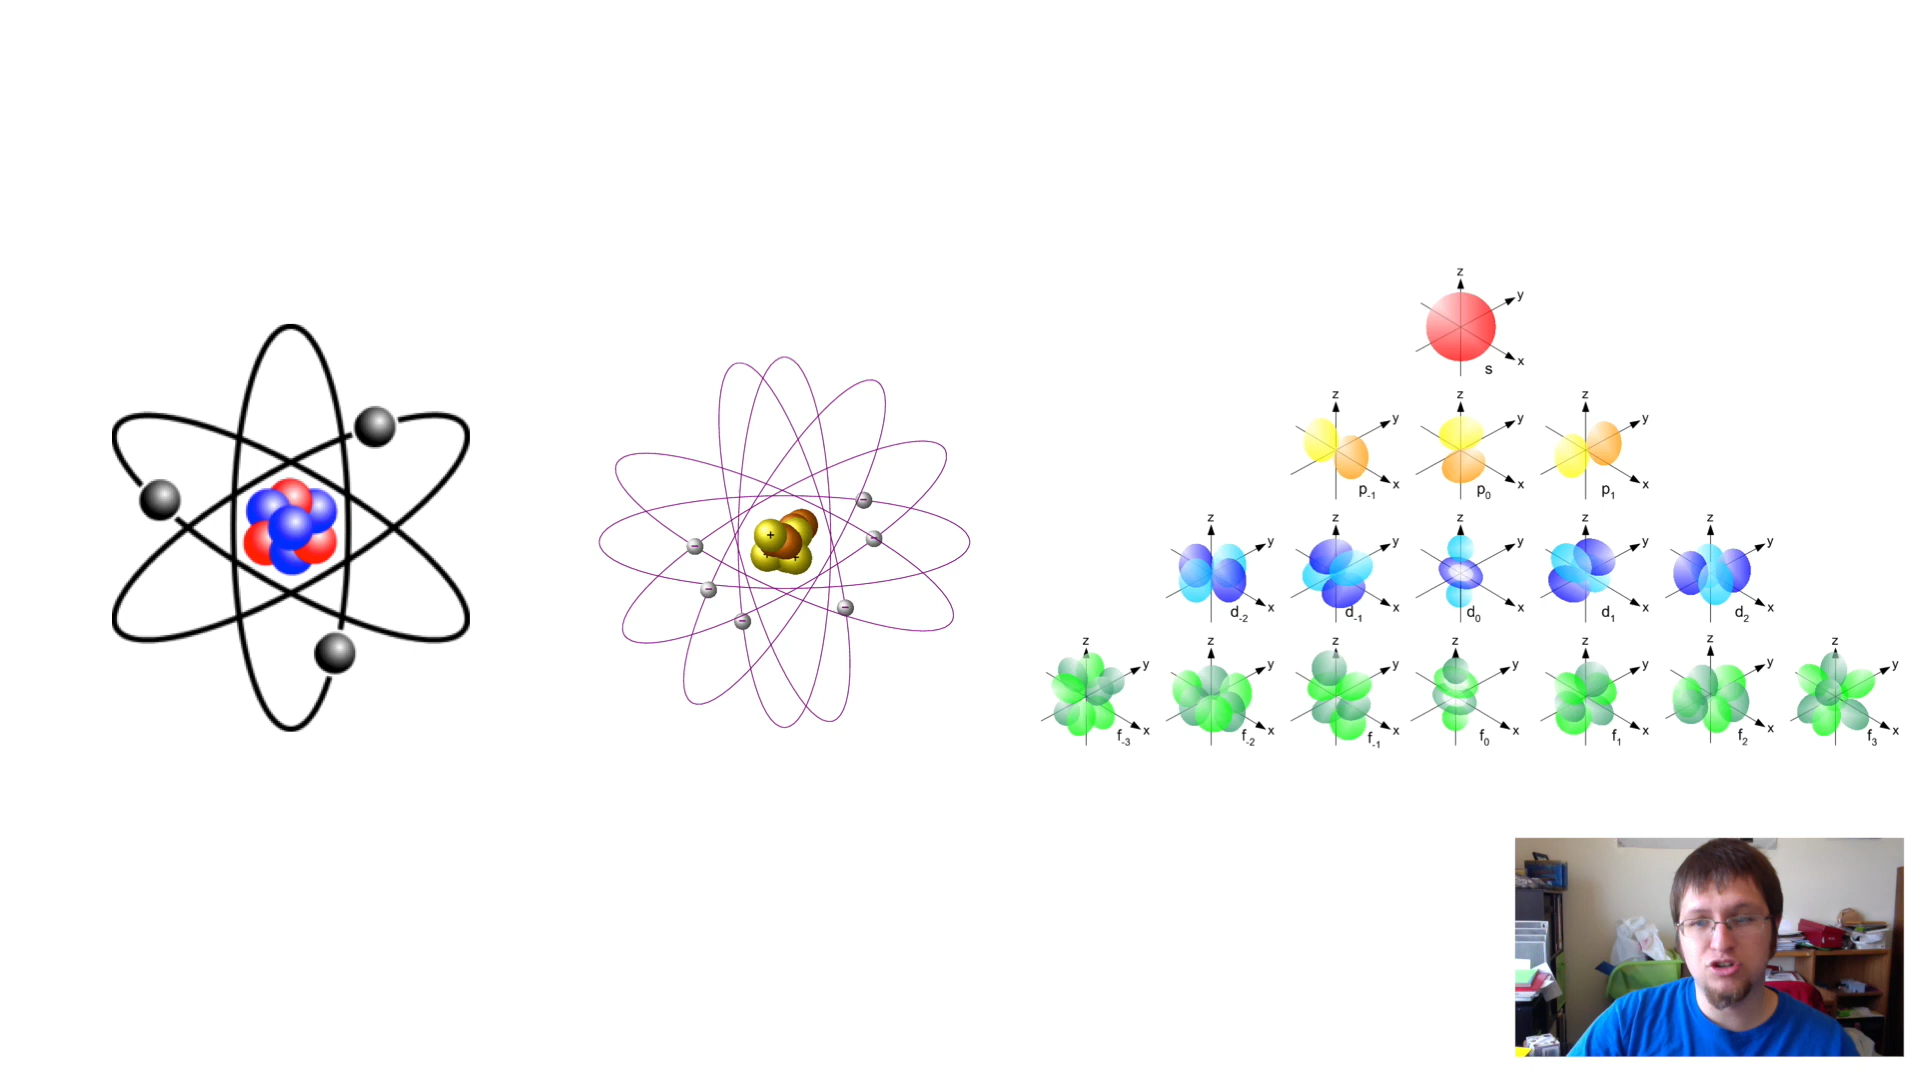 +
+
− − − − − −
z y x s
z y x p-1
z y x p0
z y x p1
z y x d-2
z y x d-1
z y x d0
z y x d1
z y x d2
z y x f-3
z y x f-2
z y x f-1
z y x f0
z y x f1
z y x f2
z y x f3